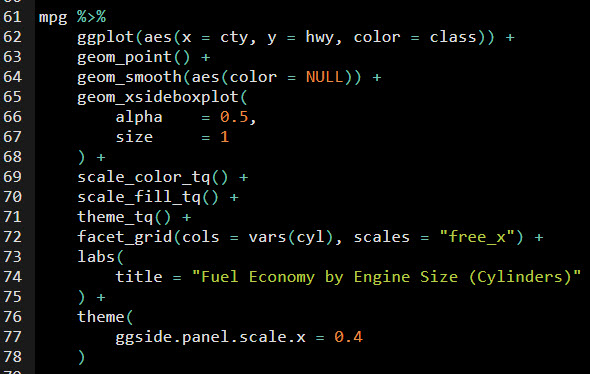 61 mpg %>%
62     ggplot(aes(x = cty, y = hwy, color = class)) +
63     geom_point() +
64     geom_smooth(aes(color = NULL)) +
65     geom_xsideboxplot(
66         alpha    = 0.5,
67         size     = 1
68     ) +
69     scale_color_tq() +
70     scale_fill_tq() +
71     theme_tq() +
72     facet_grid(cols = vars(cyl), scales = "free_x") +
73     labs(
74         title = "Fuel Economy by Engine Size (Cylinders)"
75     ) +
76     theme(
77         ggside.panel.scale.x = 0.4
78     )